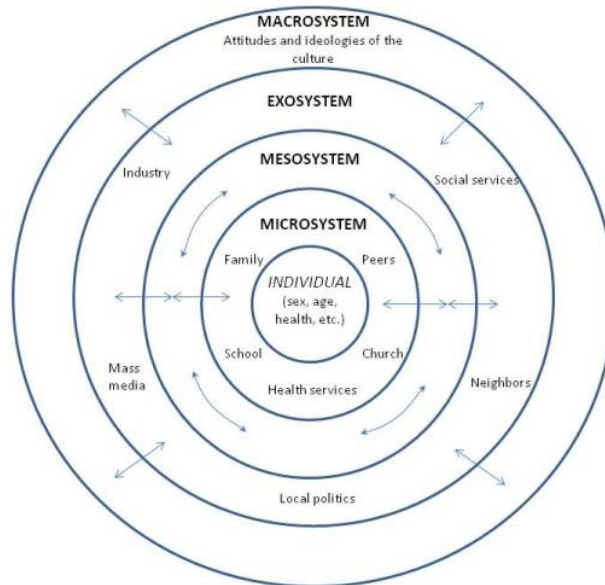 MACROSYSTEM
Attitudes and ideologies of the
culture
EXOSYSTEM
MESOSYSTEM
Industry
Social services
MICROSYSTEM
Family
Peers
INDIVIDUAL
(sex, age,
health, etc.)
School
Church
Mass
media
Health services
Neighbors
Local politics